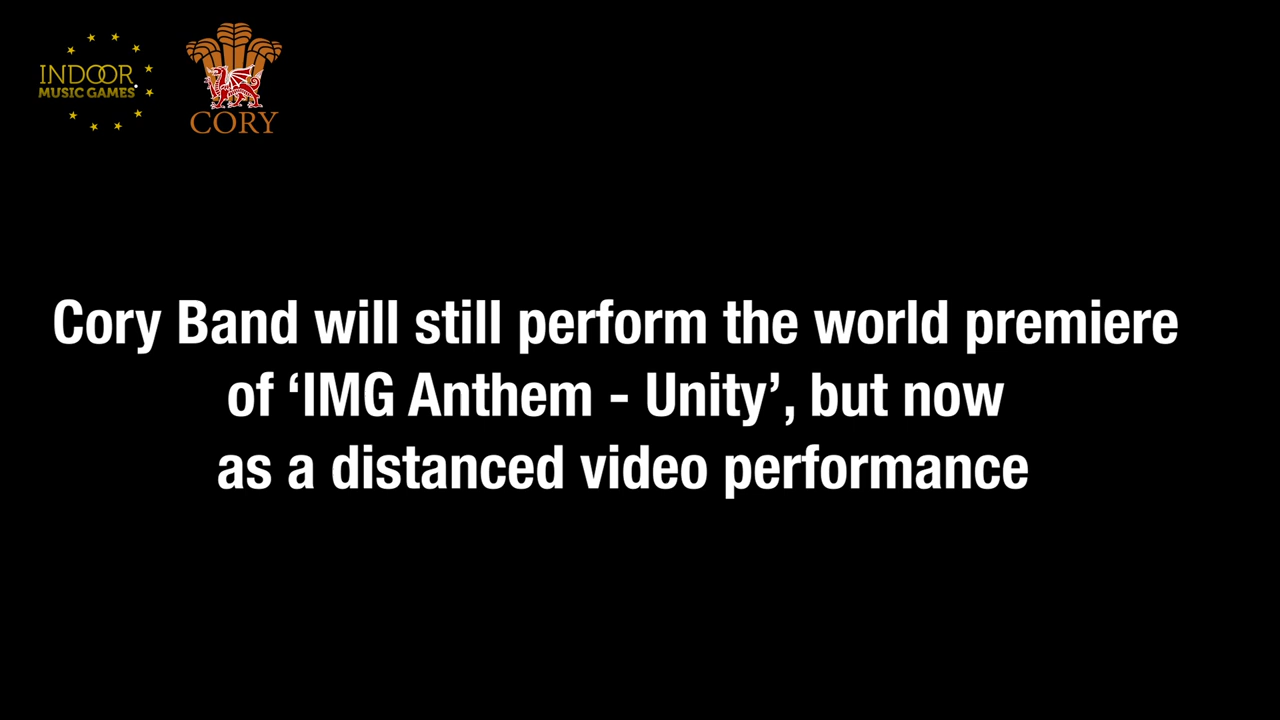 INDOOR
MUSIC GAMES
CORY
Cory Band will still perform the world premiere
of ‘IMG Anthem - Unity’, but now
as a distanced video performance